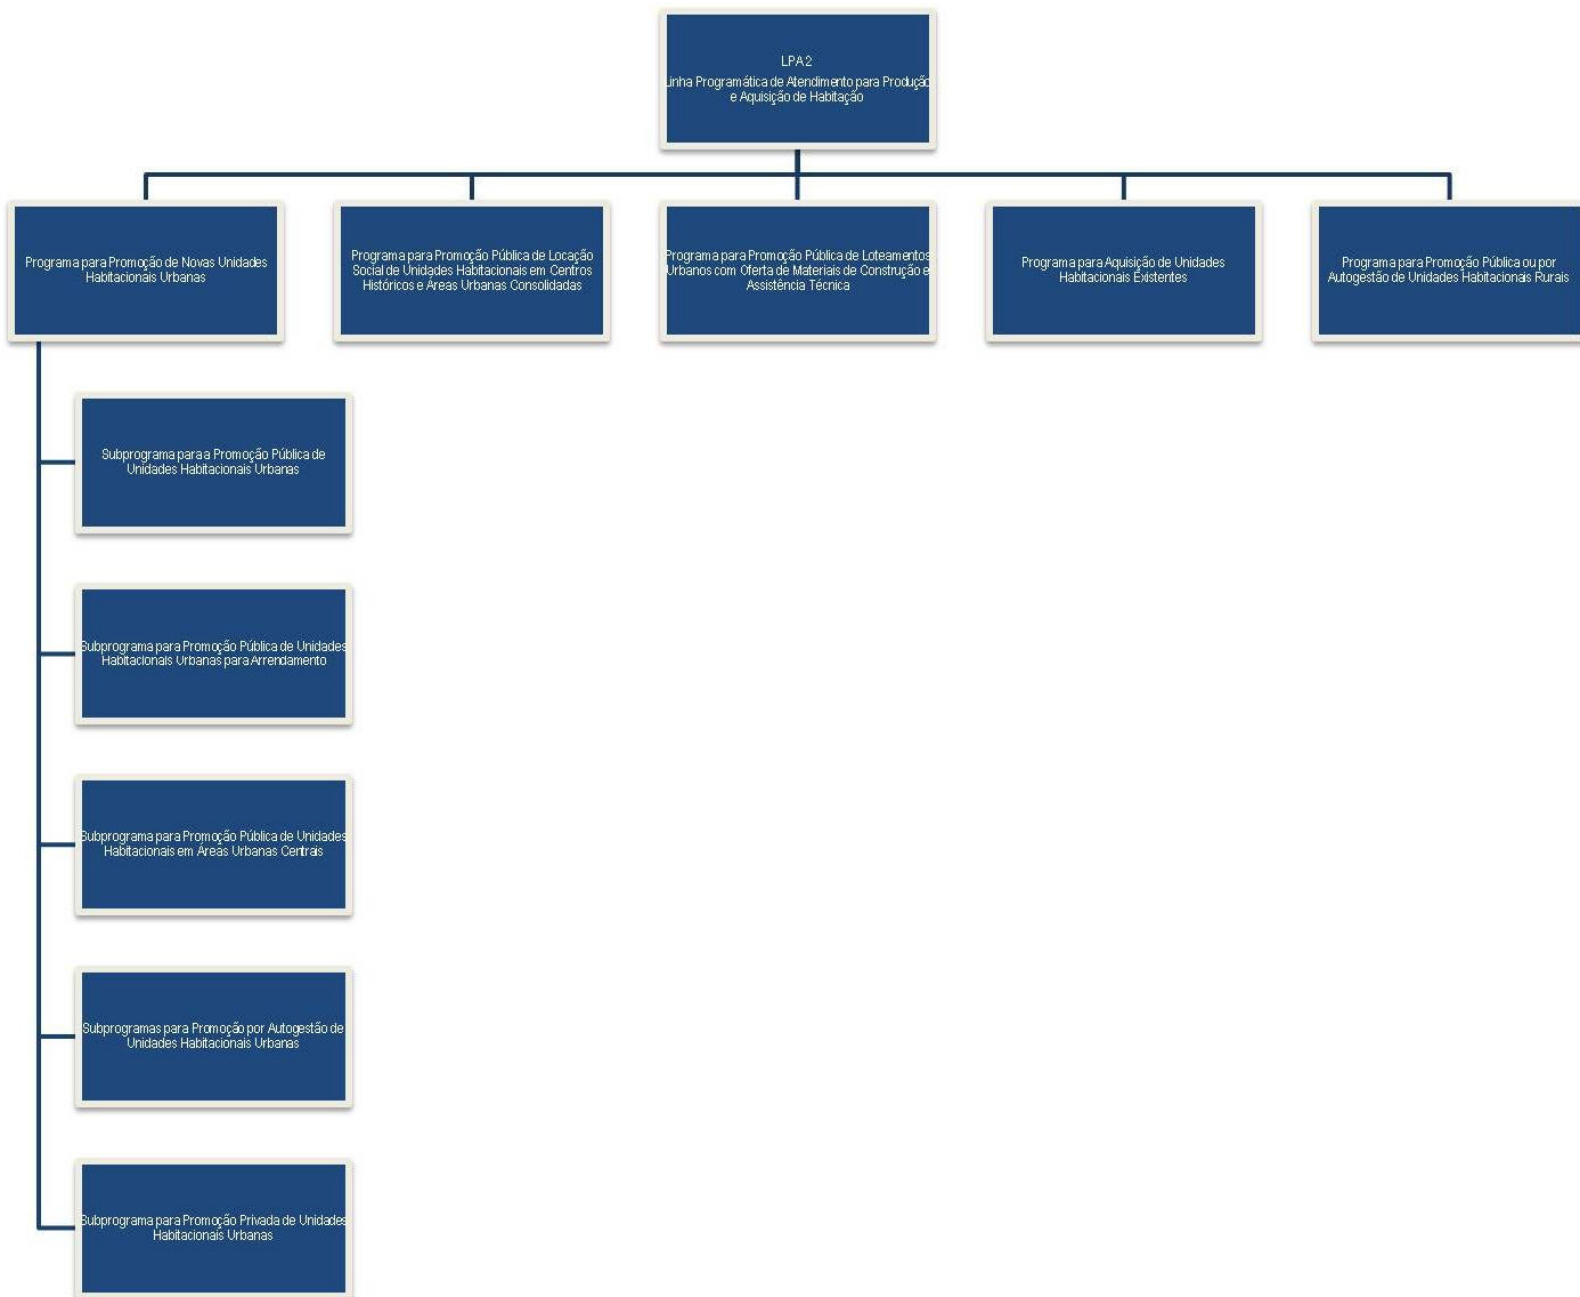 LPA2
Linha Programática de Atendimento para Produção
e Aquisição de Habitação
Programa para Promoção de Novas Unidades
Habitacionais Urbanas
Programa para Promoção Pública de Locação
Social de Unidades Habitacionais em Centros
Históricos e Áreas Urbanas Consolidadas
Programa para Promoção Pública de Loteamentos
Urbanos com Oferta de Materiais de Construção e
Assistência Técnica
Programa para Aquisição de Unidades
Habitacionais Existentes
Programa para Promoção Pública ou por
Autogestão de Unidades Habitacionais Rurais
Subprograma para a Promoção Pública de
Unidades Habitacionais Urbanas
Subprograma para Promoção Pública de Unidades
Habitacionais Urbanas para Arrendamento
Subprograma para Promoção Pública de Unidades
Habitacionais em Áreas Urbanas Centrais
Subprogramas para Promoção por Autogestão de
Unidades Habitacionais Urbanas
Subprograma para Promoção Privada de Unidades
Habitacionais Urbanas